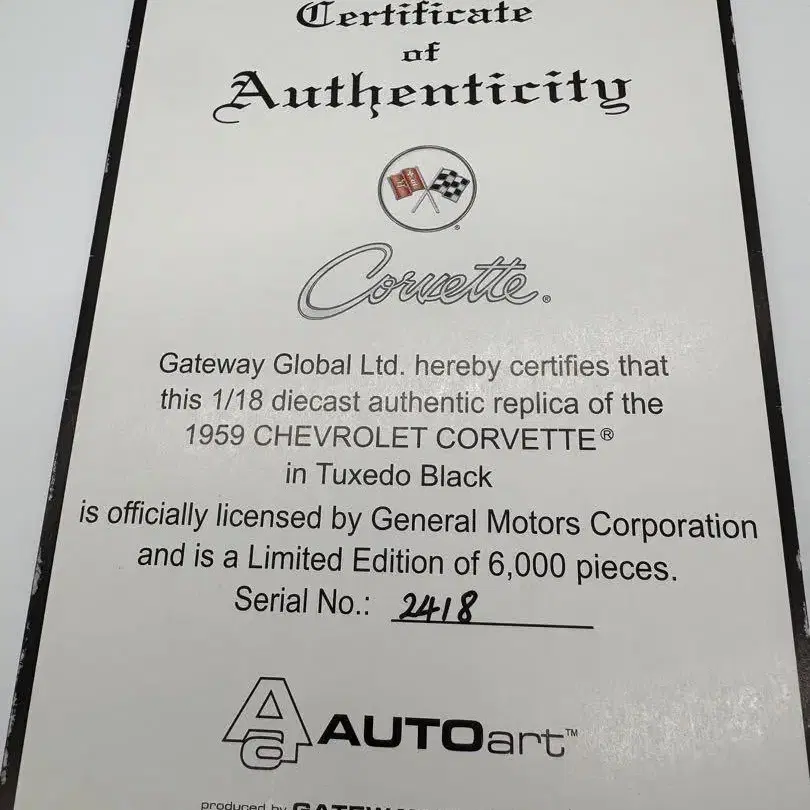 Certificate
of
Authenticity
Corvette®
Gateway Global Ltd. hereby certifies that
this 1/18 diecast authentic replica of the
1959 CHEVROLET CORVETTE®
in Tuxedo Black
is officially licensed by General Motors Corporation
and is a Limited Edition of 6,000 pieces.
Serial No.: 2418
AUTOart™
produced by